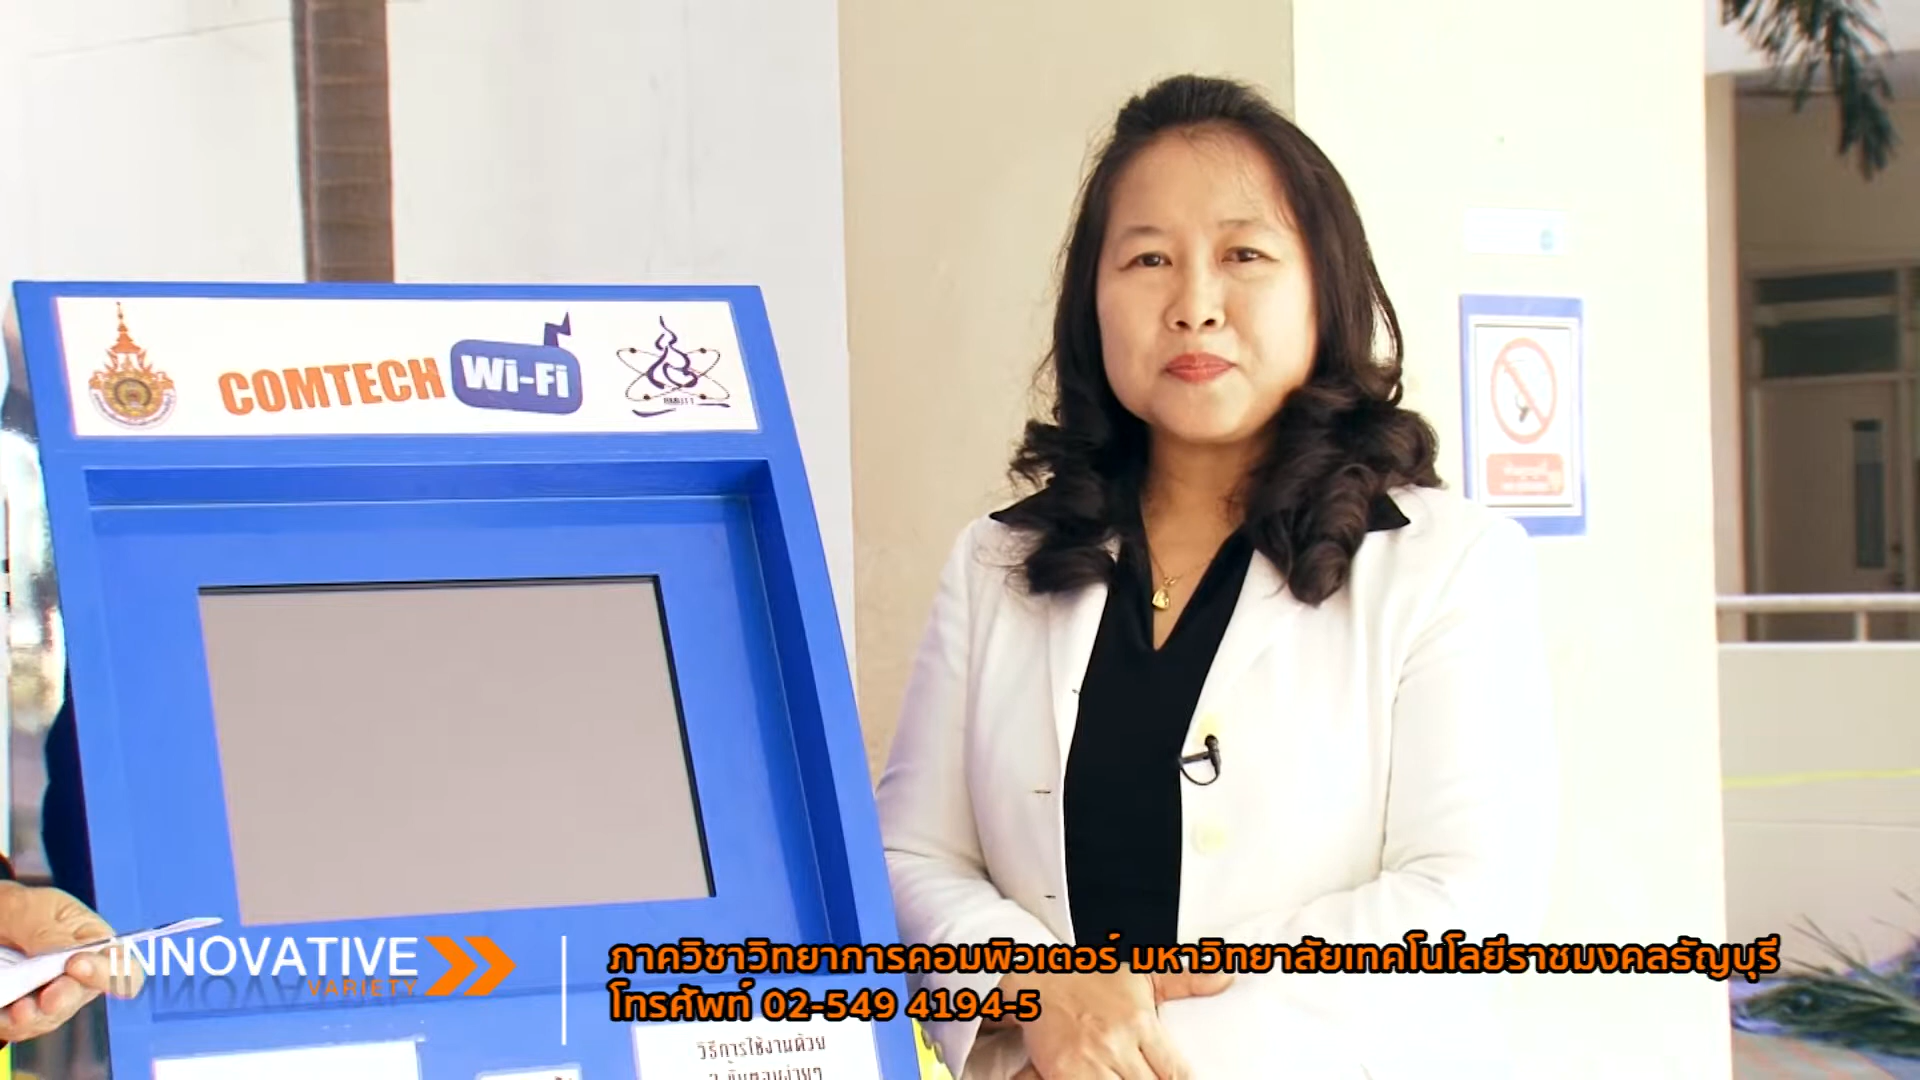 COMTECH Wi-Fi
RMUTT
iNNOVATIVE
VARIETY
ภาควิชาวิทยาการคอมพิวเตอร์ มหาวิทยาลัยเทคโนโลยีราชมงคลธัญบุรี
โทรศัพท์ 02-549 4194-5
วิธีการใช้งานด้วย